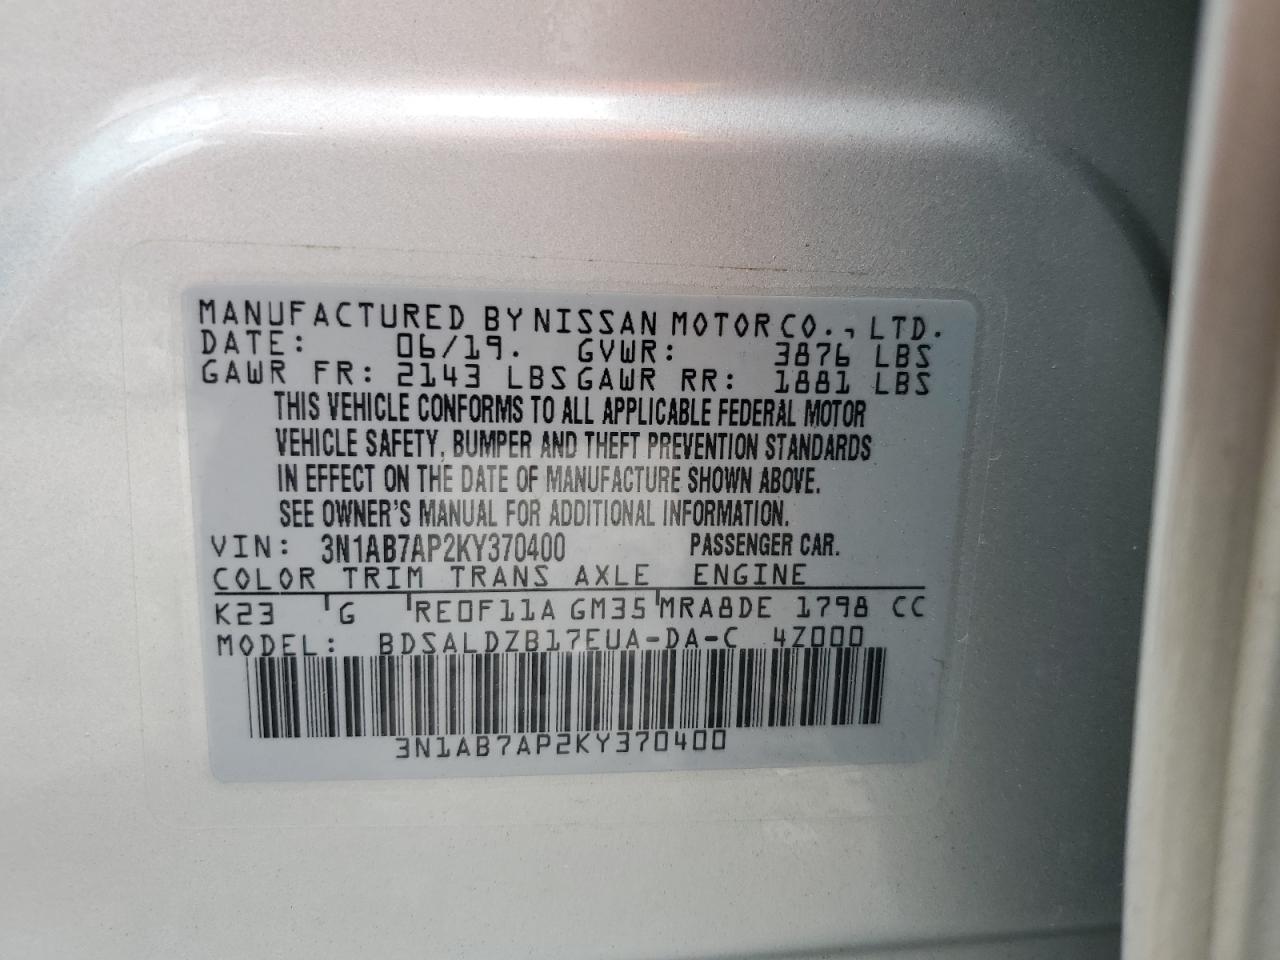 MANUFACTURED BY NISSAN MOTOR CO., LTD.
DATE: 06/19. GVWR: 3876 LBS
GAWR FR: 2143 LBS GAWR RR: 1881 LBS
THIS VEHICLE CONFORMS TO ALL APPLICABLE FEDERAL MOTOR
VEHICLE SAFETY, BUMPER AND THEFT PREVENTION STANDARDS
IN EFFECT ON THE DATE OF MANUFACTURE SHOWN ABOVE.
SEE OWNER'S MANUAL FOR ADDITIONAL INFORMATION.
VIN: 3N1AB7AP2KY370400 PASSENGER CAR.
COLOR TRIM TRANS AXLE ENGINE
K23 G RE0F11A GM35 MRA8DE 1798 CC
MODEL: BDSALDZB17EUA-DA-C 4Z000
3N1AB7AP2KY370400